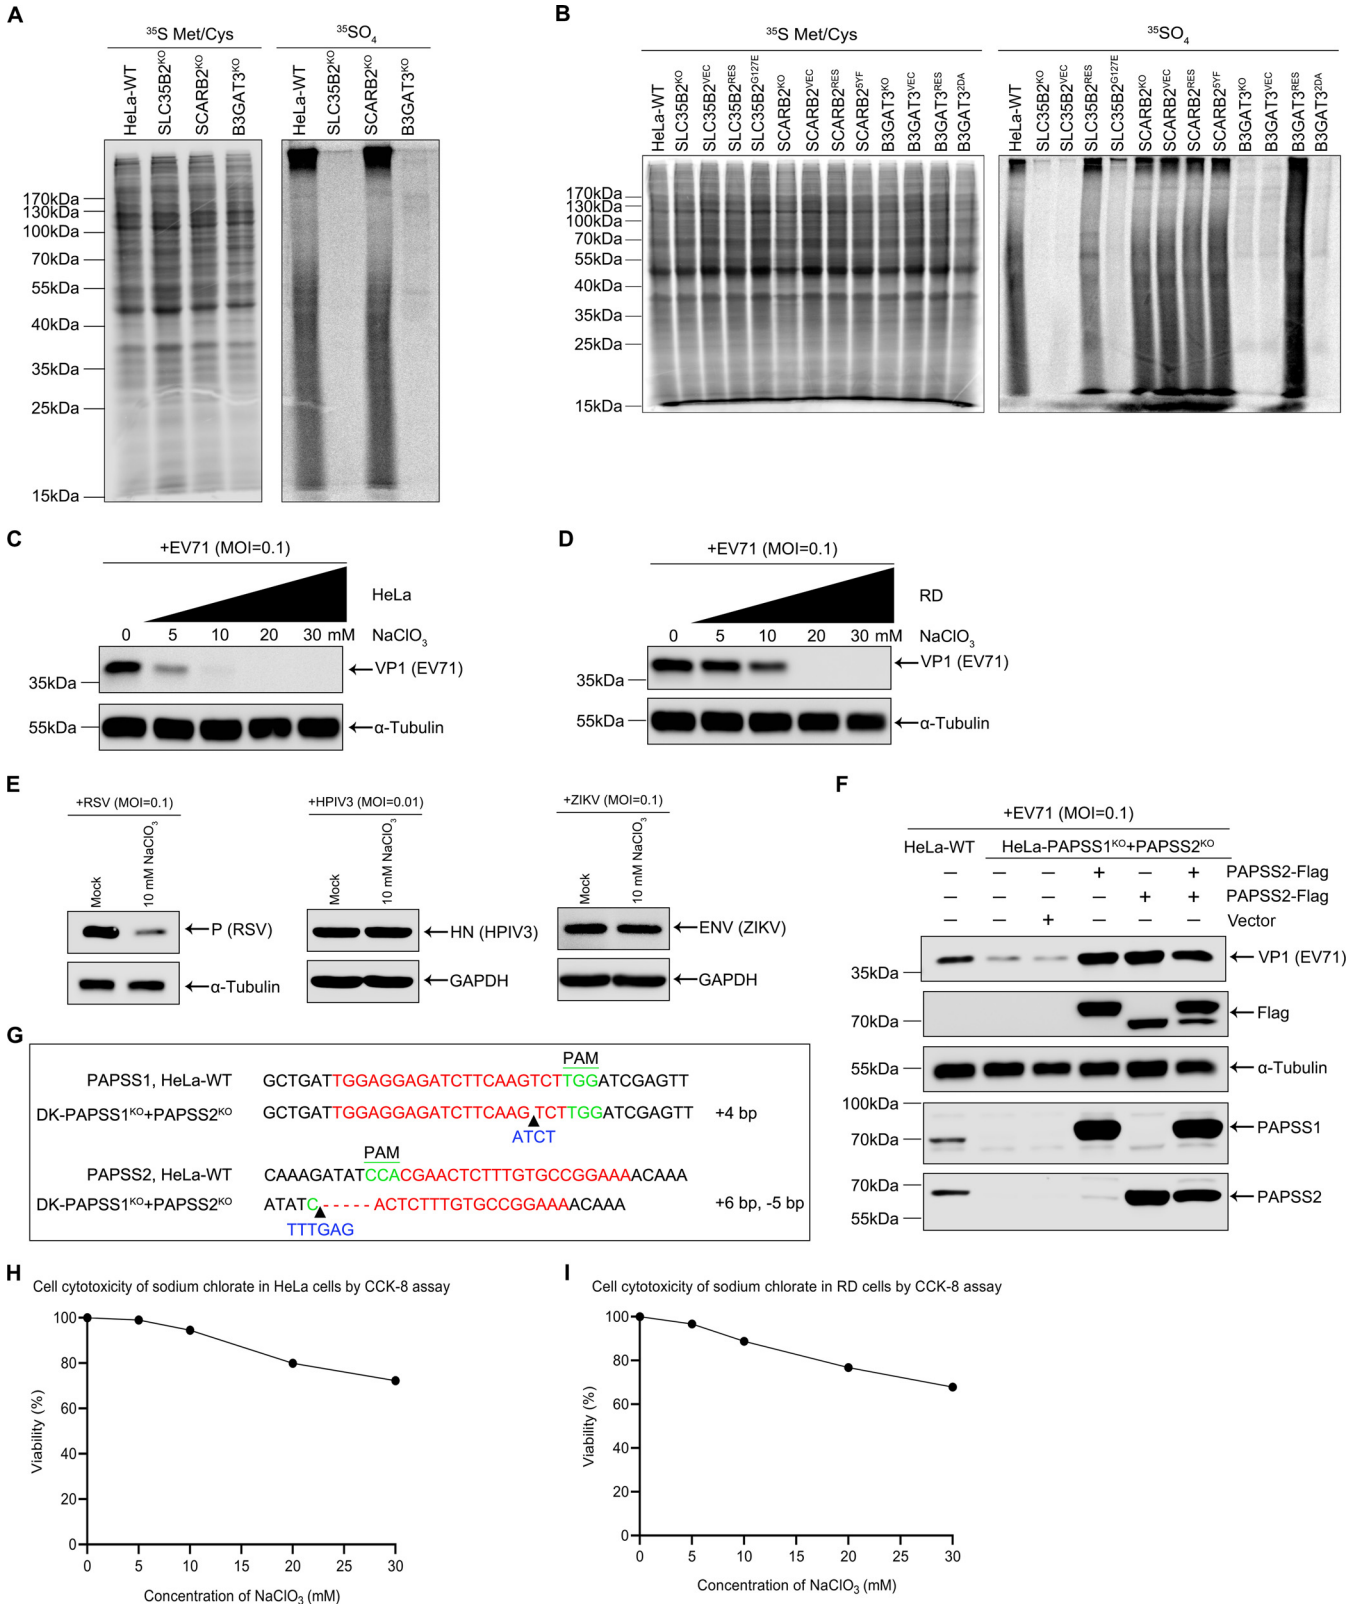 A
³⁵S Met/Cys
³⁵SO₄
HeLa-WT
SLC35B2ᴷᴼ
SCARB2ᴷᴼ
B3GAT3ᴷᴼ
HeLa-WT
SLC35B2ᴷᴼ
SCARB2ᴷᴼ
B3GAT3ᴷᴼ
170kDa
130kDa
100kDa
70kDa
55kDa
40kDa
35kDa
25kDa
15kDa
B
³⁵S Met/Cys
³⁵SO₄
HeLa-WT
SLC35B2^KO
SLC35B2^VEC
SLC35B2^RES
SLC35B2^G127E
SCARB2^KO
SCARB2^VEC
SCARB2^RES
SCARB2^5YF
B3GAT3^KO
B3GAT3^VEC
B3GAT3^RES
B3GAT3^2DA
HeLa-WT
SLC35B2^KO
SLC35B2^VEC
SLC35B2^RES
SLC35B2^G127E
SCARB2^KO
SCARB2^VEC
SCARB2^RES
SCARB2^5YF
B3GAT3^KO
B3GAT3^VEC
B3GAT3^RES
B3GAT3^2DA
170kDa
130kDa
100kDa
70kDa
55kDa
40kDa
35kDa
25kDa
15kDa
C
+EV71 (MOI=0.1)
HeLa
0 5 10 20 30 mM NaClO₃
VP1 (EV71)
35kDa
55kDa
α-Tubulin
D
+EV71 (MOI=0.1)
RD
0 5 10 20 30 mM NaClO₃
VP1 (EV71)
35kDa
55kDa
α-Tubulin
E
+RSV (MOI=0.1)
Mock
10 mM NaClO₃
P (RSV)
α-Tubulin
+HPIV3 (MOI=0.01)
Mock
10 mM NaClO₃
HN (HPIV3)
GAPDH
+ZIKV (MOI=0.1)
Mock
10 mM NaClO₃
ENV (ZIKV)
GAPDH
F
+EV71 (MOI=0.1)
HeLa-WT HeLa-PAPSS1^KO+PAPSS2^KO
– – – + – + PAPSS2-Flag
– – – – + + PAPSS2-Flag
– – + – – – Vector
VP1 (EV71)
35kDa
Flag
70kDa
55kDa
α-Tubulin
100kDa
PAPSS1
70kDa
70kDa
PAPSS2
55kDa
G
PAM
PAPSS1, HeLa-WT GCTGATTGGAGGAGATCTTCAAGTCTTGGATCGAGTT
DK-PAPSS1^KO+PAPSS2^KO GCTGATTGGAGGAGATCTTCAAGTCTTGGATCGAGTT +4 bp
ATCT
PAM
PAPSS2, HeLa-WT CAAAGATATCCACGAACTCTTTGTGCCGGAAAACAAA
DK-PAPSS1^KO+PAPSS2^KO ATATC-----ACTCTTTGTGCCGGAAAACAAA +6 bp, -5 bp
TTTGAG
H
Cell cytotoxicity of sodium chlorate in HeLa cells by CCK-8 assay
Viability (%)
100
80
60
40
20
0
0 5 10 15 20 25 30
Concentration of NaClO₃ (mM)
I
Cell cytotoxicity of sodium chlorate in RD cells by CCK-8 assay
Viability (%)
100
80
60
40
20
0
0 5 10 15 20 25 30
Concentration of NaClO₃ (mM)